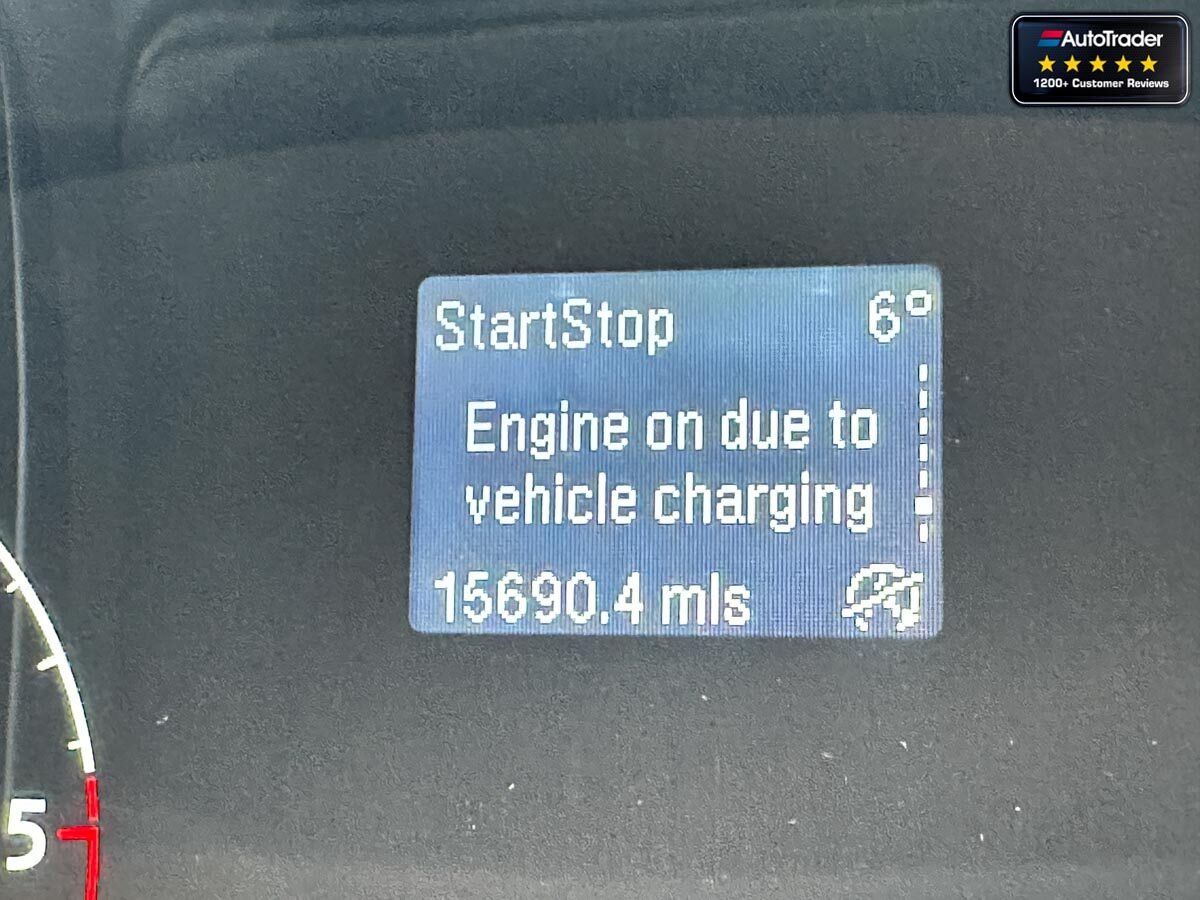 AutoTrader
1200+ Customer Reviews
StartStop 6°
Engine on due to
vehicle charging
15690.4 mls
5